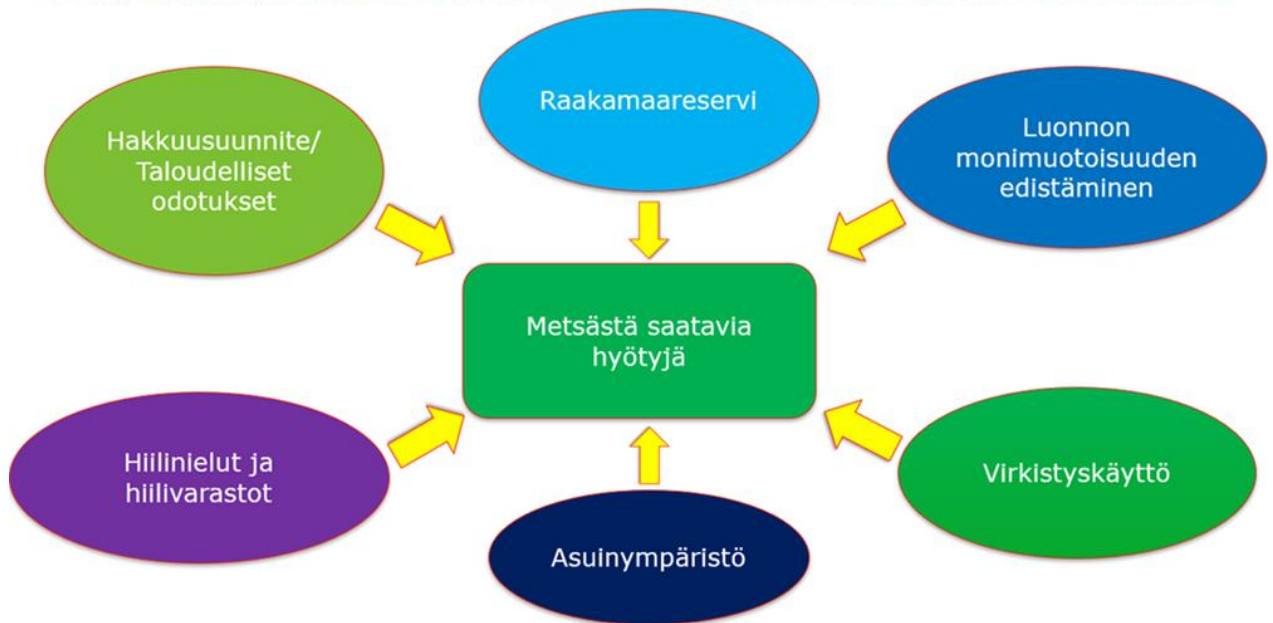 Raakamaareservi
Hakkuusuunnite/
Taloudelliset
odotukset
Luonnon
monimuotoisuuden
edistäminen
Metsästä saatavia
hyötyjä
Hiilinielut ja
hiilivarastot
Virkistyskäyttö
Asuinympäristö